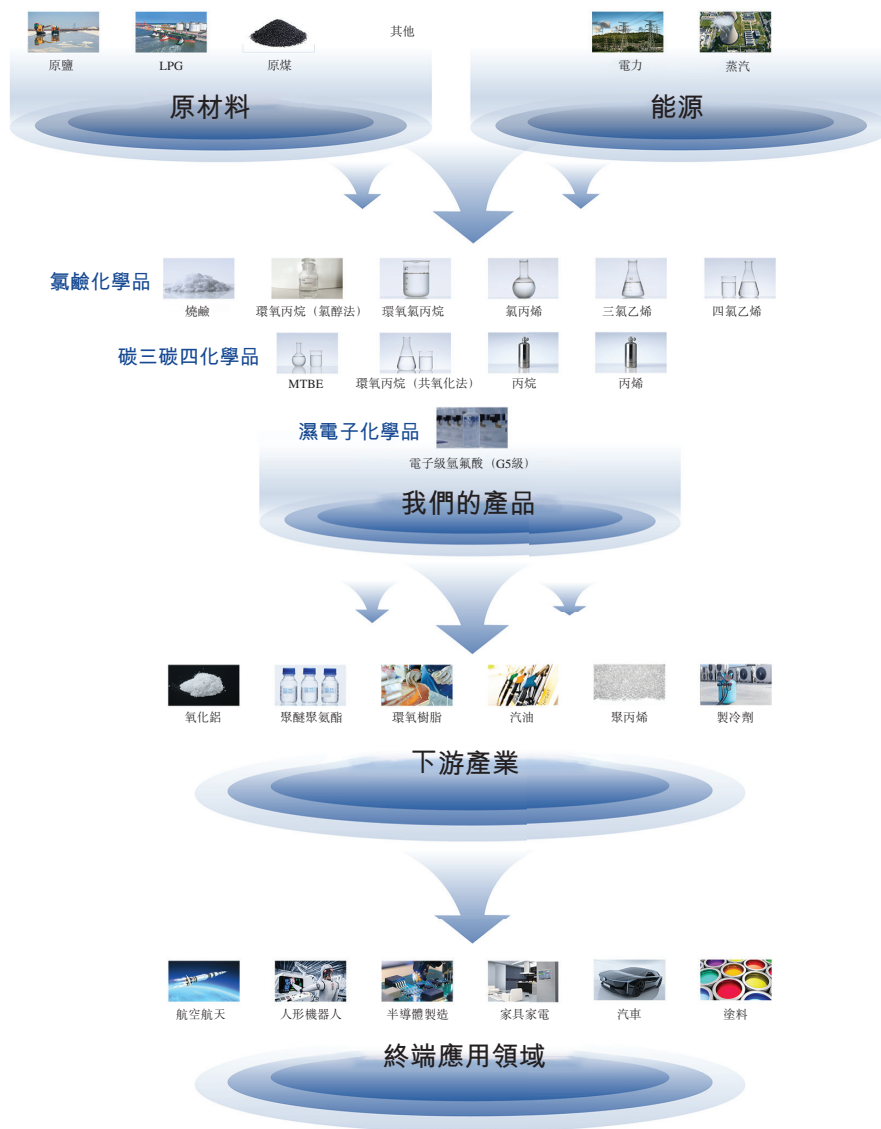 原鹽
LPG
原煤
其他
原材料
電力
蒸汽
能源
氯鹼化學品
燒鹼
環氧丙烷（氯醇法）
環氧氯丙烷
氯丙烯
三氯乙烯
四氯乙烯
碳三碳四化學品
MTBE
環氧丙烷（共氧化法）
丙烷
丙烯
濕電子化學品
電子級氫氟酸（G5級）
我們的產品
氧化鋁
聚醚聚氨酯
環氧樹脂
汽油
聚丙烯
製冷劑
下游產業
航空航天
人形機器人
半導體製造
家具家電
汽車
塗料
終端應用領域